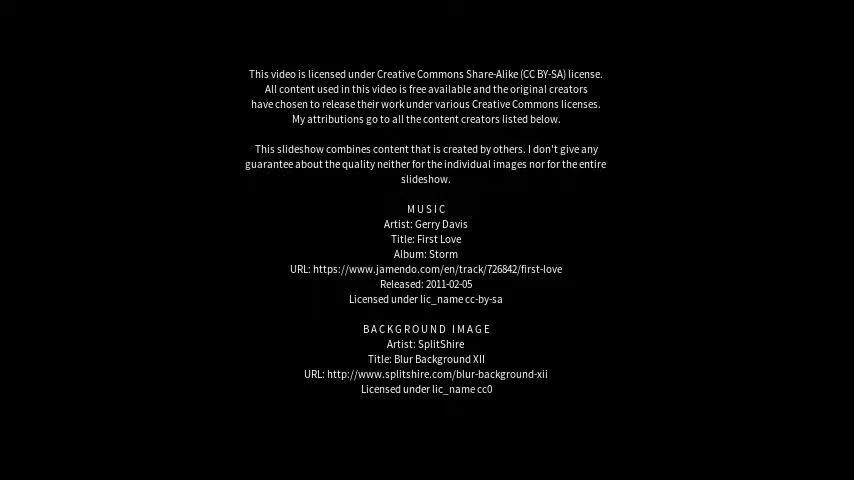 This video is licensed under Creative Commons Share-Alike (CC BY-SA) license.
All content used in this video is free available and the original creators
have chosen to release their work under various Creative Commons licenses.
My attributions go to all the content creators listed below.
This slideshow combines content that is created by others. I don't give any
guarantee about the quality neither for the individual images nor for the entire
slideshow.
MUSIC
Artist: Gerry Davis
Title: First Love
Album: Storm
URL: https://www.jamendo.com/en/track/726842/first-love
Released: 2011-02-05
Licensed under lic_name cc-by-sa
BACKGROUND IMAGE
Artist: SplitShire
Title: Blur Background XII
URL: http://www.splitshire.com/blur-background-xii
Licensed under lic_name cc0